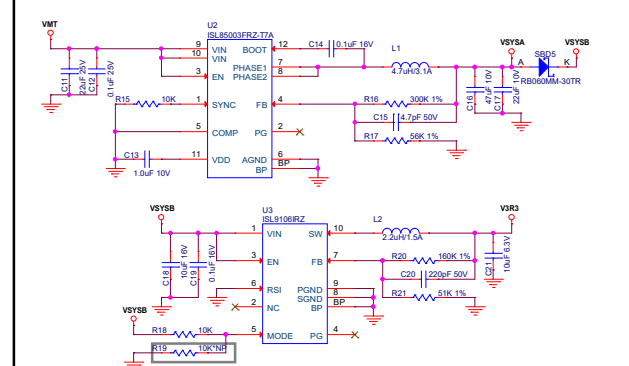 VMT
U2
ISL85003FRZ-T7A
9 VIN BOOT 12
10 VIN
3 EN PHASE1 7
PHASE2 8
1 SYNC FB 4
5 COMP PG 2
11 VDD AGND 6
BP BP
C11
22uF 25V
C12
0.1uF 25V
R15 10K
C13
1.0uF 10V
C14 0.1uF 16V
L1
4.7uH/3.1A
R16 300K 1%
C15 4.7pF 50V
R17 56K 1%
C16
47uF 10V
C17
22uF 10V
VSYSA
A SBD5 K
RB060MM-30TR
VSYSB
VSYSB
U3
ISL9106IRZ
1 VIN SW 10
3 EN FB 7
6 RSI PGND 9
SGND 8
2 NC BP BP
5 MODE PG 4
C18
10uF 16V
C19
0.1uF 16V
VSYSB
R18 10K
R19 10K*NP
L2
2.2uH/1.5A
R20 160K 1%
C20 220pF 50V
R21 51K 1%
V3R3
C21
10uF 6.3V